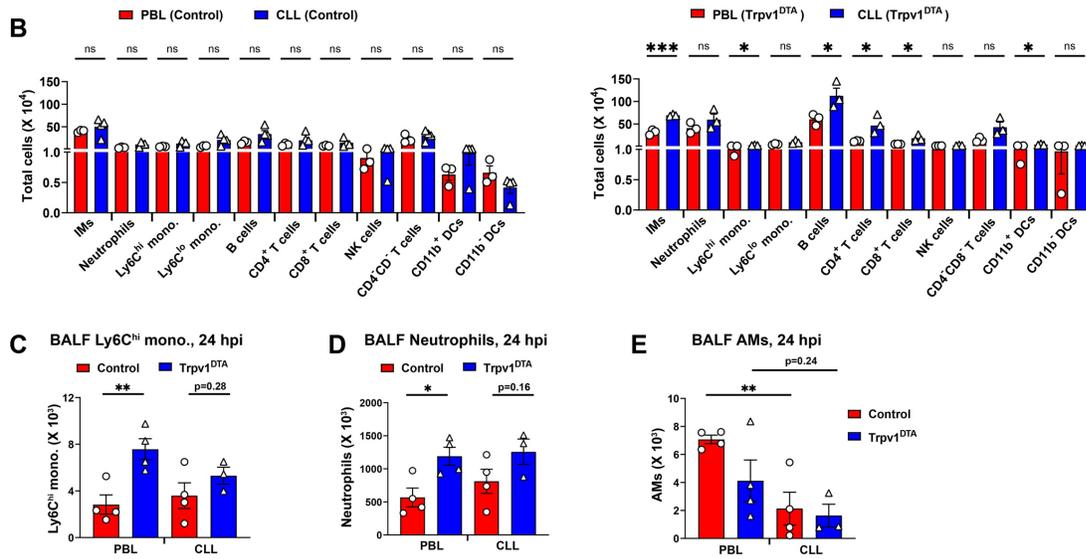 B
PBL (Control) CLL (Control)
ns ns ns ns ns ns ns ns ns ns ns
Total cells (X 10⁴)
150
100
50
1.0
0.5
0.0
IMs Neutrophils Ly6Cʰⁱ mono. Ly6Cˡᵒ mono. B cells CD4⁺ T cells CD8⁺ T cells NK cells CD4⁻CD⁻ T cells CD11b⁺ DCs CD11b⁻ DCs
PBL (Trpv1ᴰᵀᴬ) CLL (Trpv1ᴰᵀᴬ)
*** ns * ns * * * ns ns * ns
Total cells (X 10⁴)
150
100
50
1.0
0.5
0.0
IMs Neutrophils Ly6Cʰⁱ mono. Ly6Cˡᵒ mono. B cells CD4⁺ T cells CD8⁺ T cells NK cells CD4⁻CD8⁻ T cells CD11b⁺ DCs CD11b⁻ DCs
C
BALF Ly6Cʰⁱ mono., 24 hpi
Control Trpv1ᴰᵀᴬ
** p=0.28
Ly6Cʰⁱ mono. (X 10³)
12
8
4
0
PBL CLL
D
BALF Neutrophils, 24 hpi
Control Trpv1ᴰᵀᴬ
* p=0.16
Neutrophils (X 10³)
2000
1500
1000
500
0
PBL CLL
E
BALF AMs, 24 hpi
p=0.24
**
Control
Trpv1ᴰᵀᴬ
AMs (X 10³)
10
8
6
4
2
0
PBL CLL